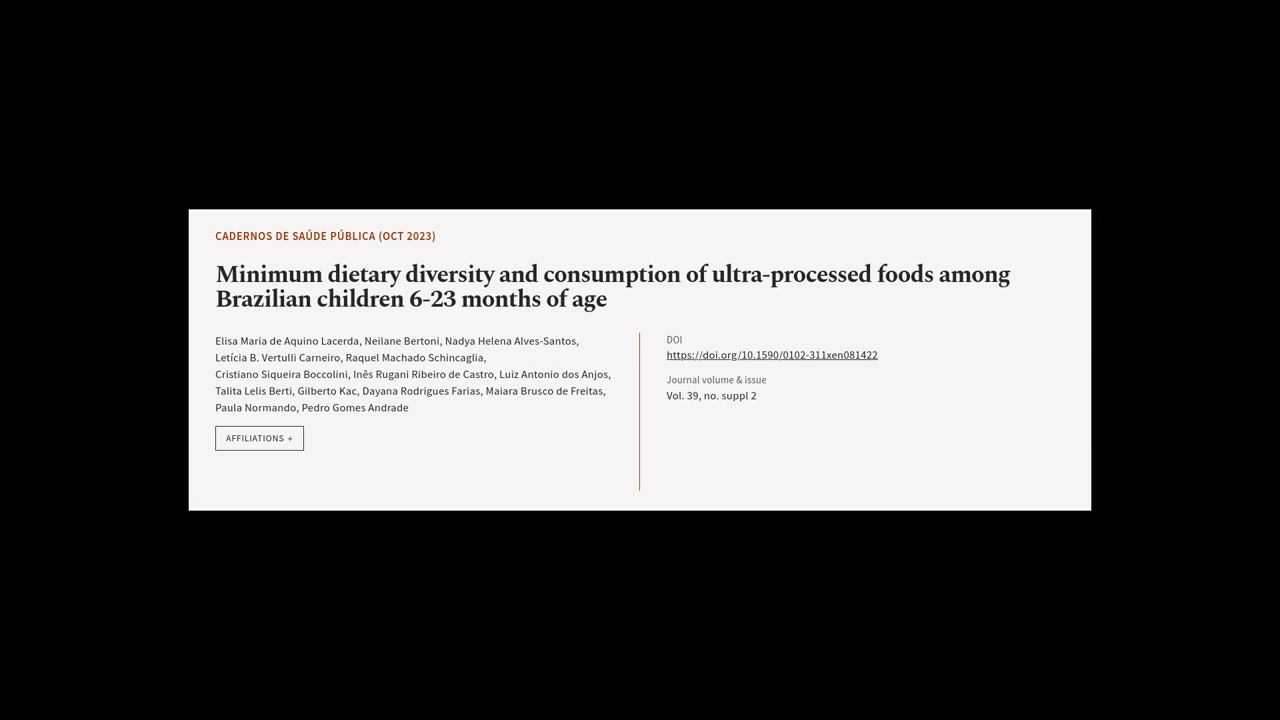 CADERNOS DE SAÚDE PÚBLICA (OCT 2023)
Minimum dietary diversity and consumption of ultra-processed foods among
Brazilian children 6-23 months of age
Elisa Maria de Aquino Lacerda, Neilane Bertoni, Nadya Helena Alves-Santos,
Letícia B. Vertulli Carneiro, Raquel Machado Schincaglia,
Cristiano Siqueira Boccolini, Inês Rugani Ribeiro de Castro, Luiz Antonio dos Anjos,
Talita Lelis Berti, Gilberto Kac, Dayana Rodrigues Farias, Maiara Brusco de Freitas,
Paula Normando, Pedro Gomes Andrade
AFFILIATIONS +
DOI
https://doi.org/10.1590/0102-311xen081422
Journal volume & issue
Vol. 39, no. suppl 2